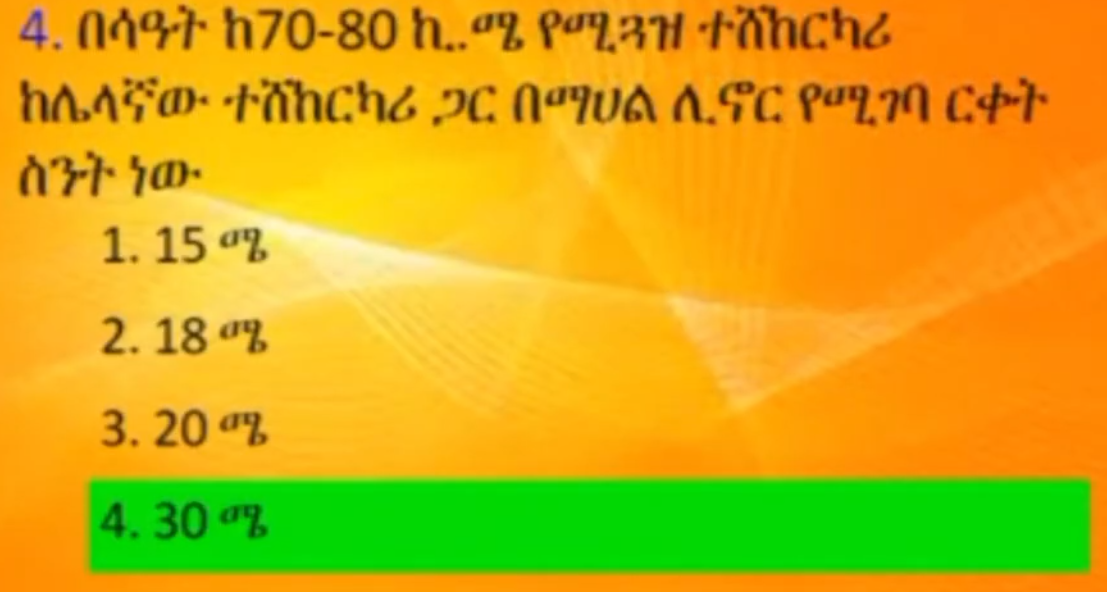 4. በሳዓት ከ70-80 ኪ..ሜ የሚጓዝ ተሽከርካሪ
ከሌላኛው ተሽከርካሪ ጋር በማሀል ሊኖር የሚገባ ርቀት
ስንት ነው
1. 15 ሜ
2. 18 ሜ
3. 20 ሜ
4. 30 ሜ